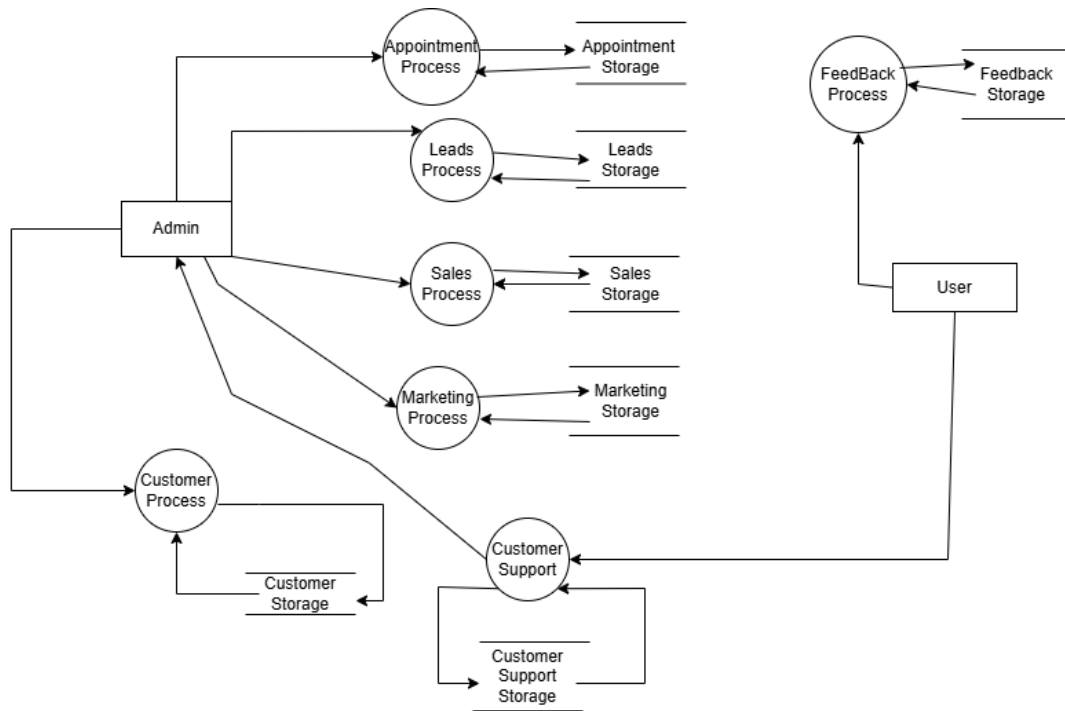 Appointment
Process
Appointment
Storage
FeedBack
Process
Feedback
Storage
Leads
Process
Leads
Storage
Admin
Sales
Process
Sales
Storage
User
Marketing
Process
Marketing
Storage
Customer
Process
Customer
Storage
Customer
Support
Customer
Support
Storage